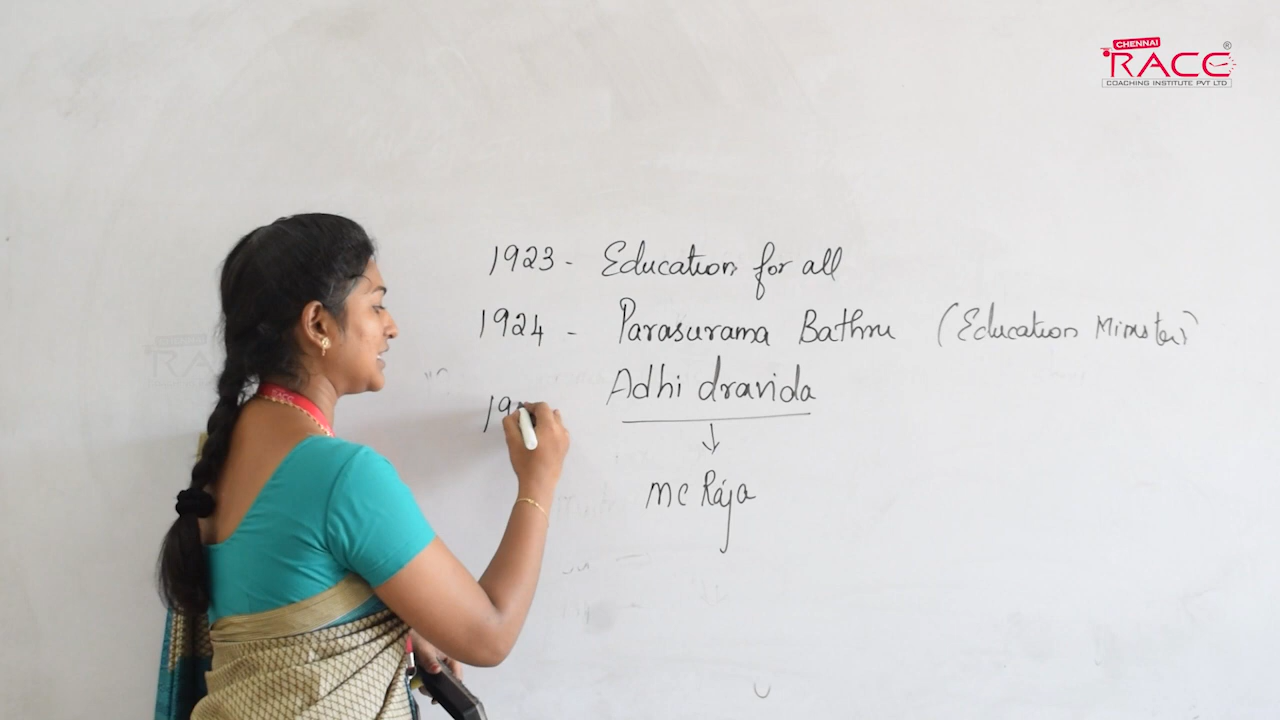 CHENNAI
RACE
COACHING INSTITUTE PVT LTD
1923 - Education for all
1924 - Parasurama Bathru (Education Minister)
Adhi dravida
19
MC Raja